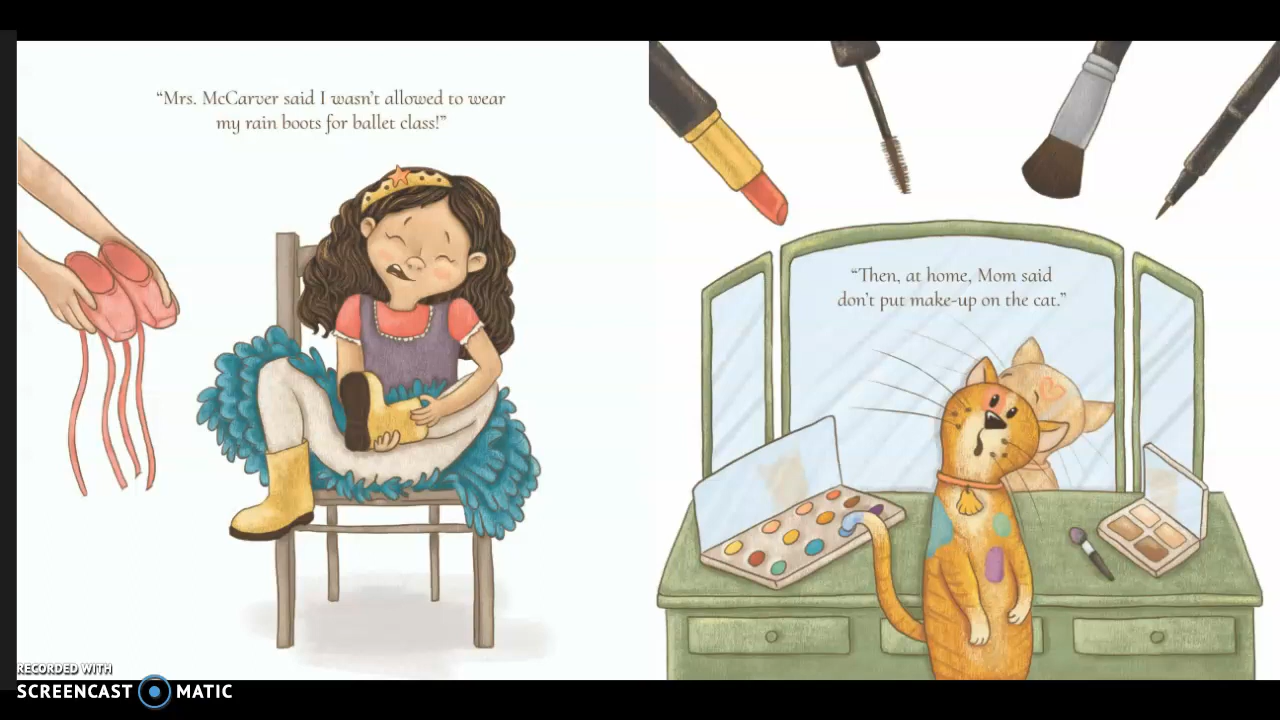 “Mrs. McCarver said I wasn’t allowed to wear
my rain boots for ballet class!”
“Then, at home, Mom said
don’t put make-up on the cat.”
RECORDED WITH
SCREENCAST MATIC